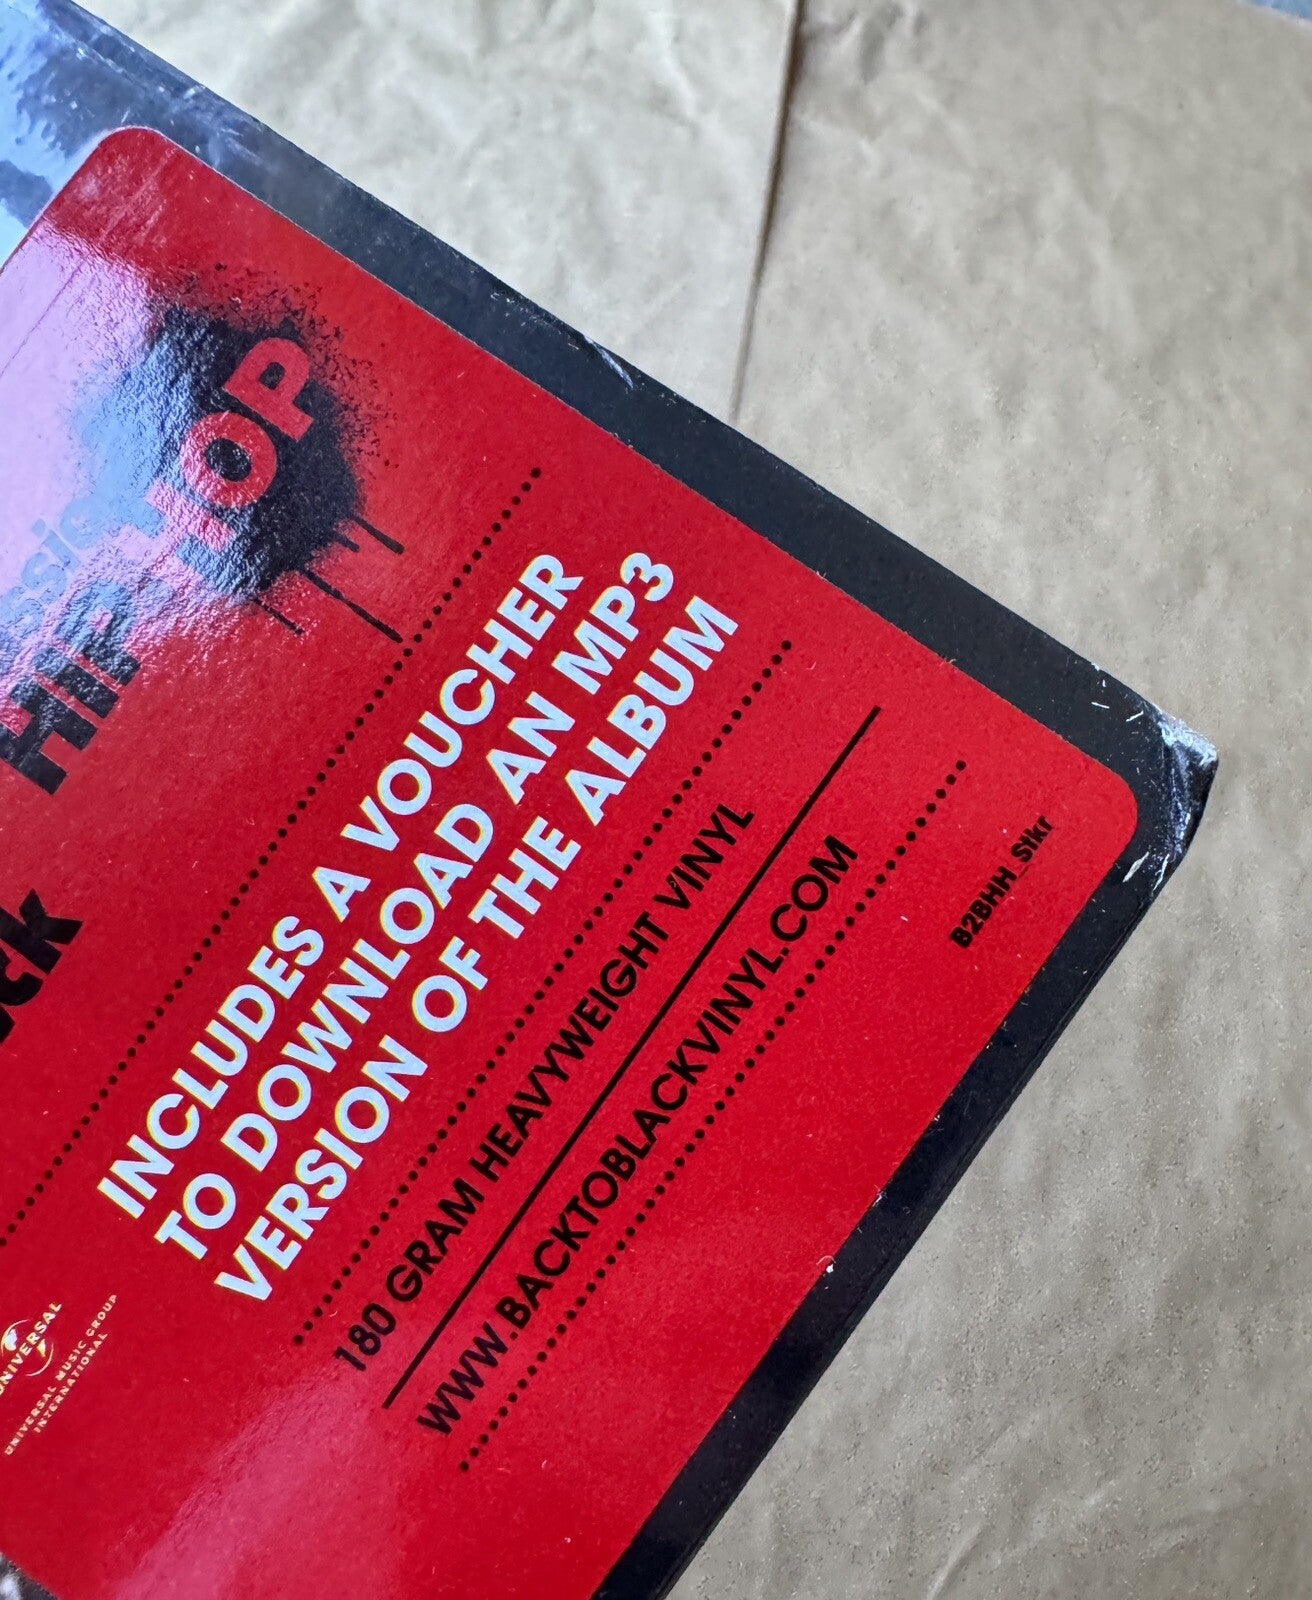 HIP-HOP
INCLUDES A VOUCHER
TO DOWNLOAD AN MP3
VERSION OF THE ALBUM
180 GRAM HEAVYWEIGHT VINYL
WWW.BACKTOBLACKVINYL.COM
B2BHH_Stkr
UNIVERSAL
UNIVERSAL MUSIC GROUP
INTERNATIONAL